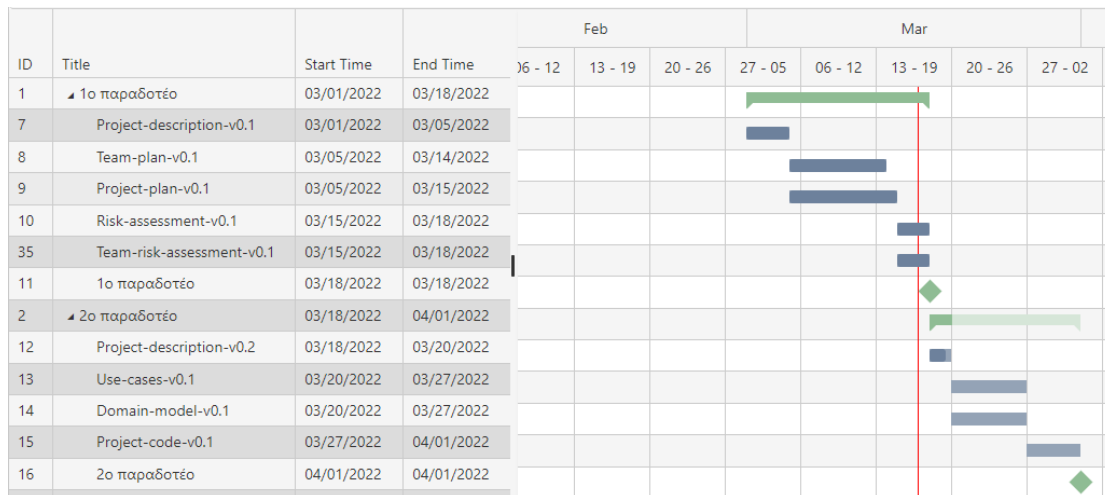 Feb Mar
ID Title Start Time End Time 06 - 12 13 - 19 20 - 26 27 - 05 06 - 12 13 - 19 20 - 26 27 - 02
1 1ο παραδοτέο 03/01/2022 03/18/2022
7 Project-description-v0.1 03/01/2022 03/05/2022
8 Team-plan-v0.1 03/05/2022 03/14/2022
9 Project-plan-v0.1 03/05/2022 03/15/2022
10 Risk-assessment-v0.1 03/15/2022 03/18/2022
35 Team-risk-assessment-v0.1 03/15/2022 03/18/2022
11 1ο παραδοτέο 03/18/2022 03/18/2022
2 2ο παραδοτέο 03/18/2022 04/01/2022
12 Project-description-v0.2 03/18/2022 03/20/2022
13 Use-cases-v0.1 03/20/2022 03/27/2022
14 Domain-model-v0.1 03/20/2022 03/27/2022
15 Project-code-v0.1 03/27/2022 04/01/2022
16 2ο παραδοτέο 04/01/2022 04/01/2022